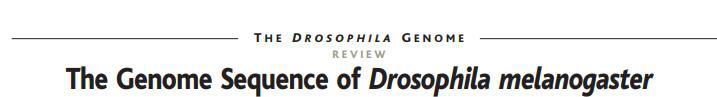 THE DROSOPHILA GENOME
REVIEW
The Genome Sequence of Drosophila melanogaster